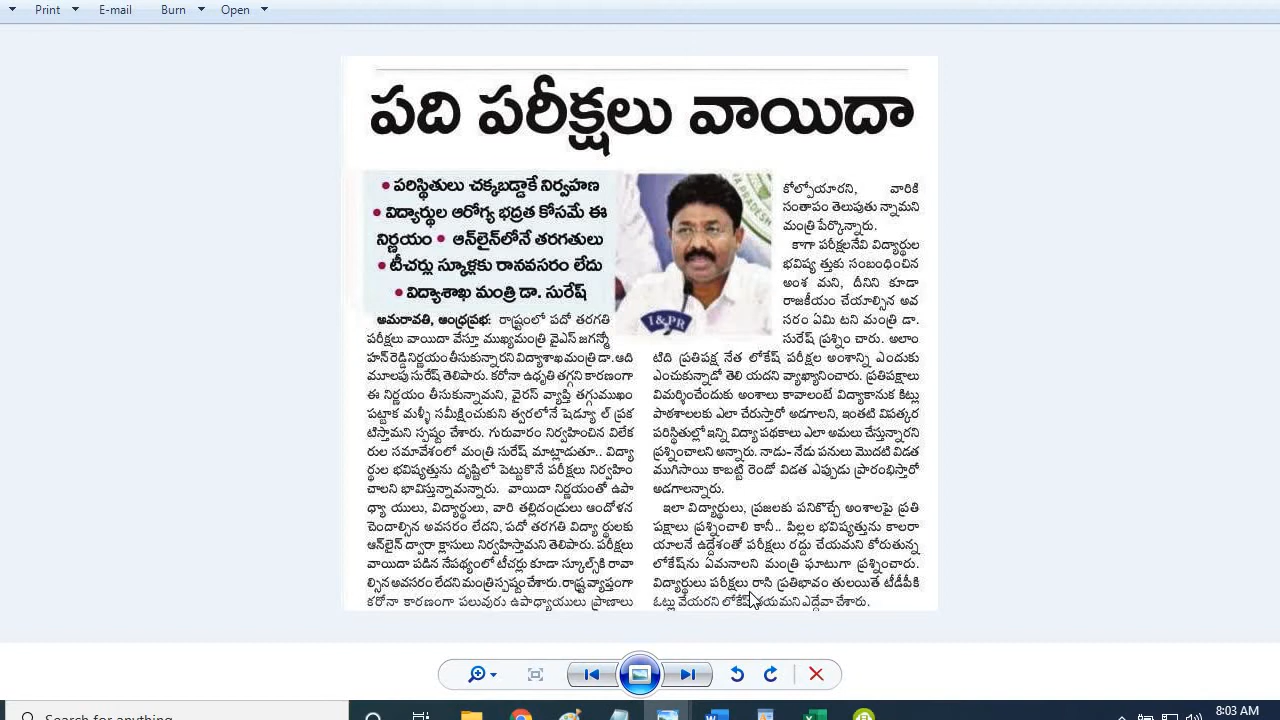 Print
E-mail
Burn
Open
పది పరీక్షలు వాయిదా
• పరిస్థితులు చక్కబడ్డాకే నిర్వహణ
• విద్యార్థుల ఆరోగ్య భద్రత కోసమే ఈ
నిర్ణయం • ఆన్‌లైన్‌లోనే తరగతులు
• టీచర్లు స్కూళ్లకు రానవసరం లేదు
• విద్యాశాఖ మంత్రి డా. సురేష్
అమరావతి, ఆంధ్రప్రభ: రాష్ట్రంలో పదో తరగతి
పరీక్షలు వాయిదా వేస్తూ ముఖ్యమంత్రి వైఎస్ జగన్మో
హన్ రెడ్డి నిర్ణయం తీసుకున్నారని విద్యాశాఖ మంత్రి డా. ఆది
మూలపు సురేష్ తెలిపారు. కరోనా ఉధృతి తగ్గని కారణంగా
ఈ నిర్ణయం తీసుకున్నామని, వైరస్ వ్యాప్తి తగ్గుముఖం
పట్టాక మళ్ళీ సమీక్షించుకుని త్వరలోనే షెడ్యూ ల్ ప్రక
టిస్తామని స్పష్టం చేశారు. గురువారం నిర్వహించిన విలేక
రుల సమావేశంలో మంత్రి సురేష్ మాట్లాడుతూ.. విద్యా
ర్థుల భవిష్యత్తును దృష్టిలో పెట్టుకొనే పరీక్షలు నిర్వహిం
చాలని భావిస్తున్నామన్నారు. వాయిదా నిర్ణయంతో ఉపా
ధ్యా యులు, విద్యార్థులు, వారి తల్లిదండ్రులు ఆందోళన
చెందాల్సిన అవసరం లేదని, పదో తరగతి విద్యా ర్థులకు
ఆన్‌లైన్ ద్వారా క్లాసులు నిర్వహిస్తామని తెలిపారు. పరీక్షలు
వాయిదా పడిన నేపథ్యంలో టీచర్లు కూడా స్కూల్స్‌కి రావా
ల్సిన అవసరం లేదని మంత్రి స్పష్టం చేశారు. రాష్ట్ర వ్యాప్తంగా
కరోనా కారణంగా పలువురు ఉపాధ్యాయులు ప్రాణాలు
I&PR
కోల్పోయారని, వారికి
సంతాపం తెలుపుతు న్నామని
మంత్రి పేర్కొన్నారు.
కాగా పరీక్షలనేవి విద్యార్థుల
భవిష్య త్తుకు సంబంధించిన
అంశ మని, దీనిని కూడా
రాజకీయం చేయాల్సిన అవ
సరం ఏమి టని మంత్రి డా.
సురేష్ ప్రశ్నిం చారు. అలాం
టిది ప్రతిపక్ష నేత లోకేష్ పరీక్షల అంశాన్ని ఎందుకు
ఎంచుకున్నాడో తెలి యదని వ్యాఖ్యానించారు. ప్రతిపక్షాలు
విమర్శించేందుకు అంశాలు కావాలంటే విద్యాకానుక కిట్లు
పాఠశాలలకు ఎలా చేరుస్తారో అడగాలని, ఇంతటి విపత్కర
పరిస్థితుల్లో ఇన్ని విద్యా పథకాలు ఎలా అమలు చేస్తున్నారని
ప్రశ్నించాలని అన్నారు. నాడు- నేడు పనులు మొదటి విడత
ముగిసాయి కాబట్టి రెండో విడత ఎప్పుడు ప్రారంభిస్తారో
అడగాలన్నారు.
ఇలా విద్యార్థులు, ప్రజలకు పనికొచ్చే అంశాలపై ప్రతి
పక్షాలు ప్రశ్నించాలి కానీ.. పిల్లల భవిష్యత్తును కాలరా
యాలనే ఉద్దేశంతో పరీక్షలు రద్దు చేయమని కోరుతున్న
లోకేష్‌ను ఏమనాలని మంత్రి ఘాటుగా ప్రశ్నించారు.
విద్యార్థులు పరీక్షలు రాసి ప్రతిభావం తులయితే టీడీపీకి
ఓట్లు వేయరని లోకేష్ భయమని ఎద్దేవా చేశారు.
Search for anything
8:03 AM